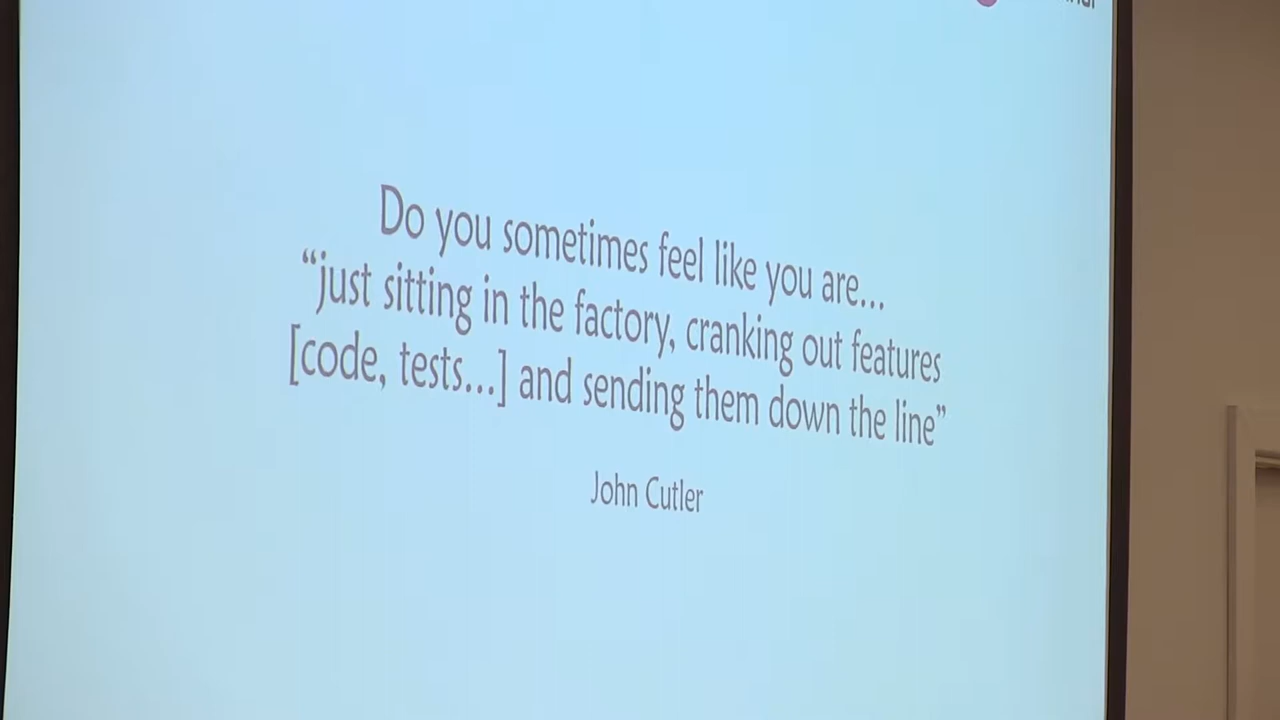 Do you sometimes feel like you are...
“just sitting in the factory, cranking out features
[code, tests...] and sending them down the line”
John Cutler